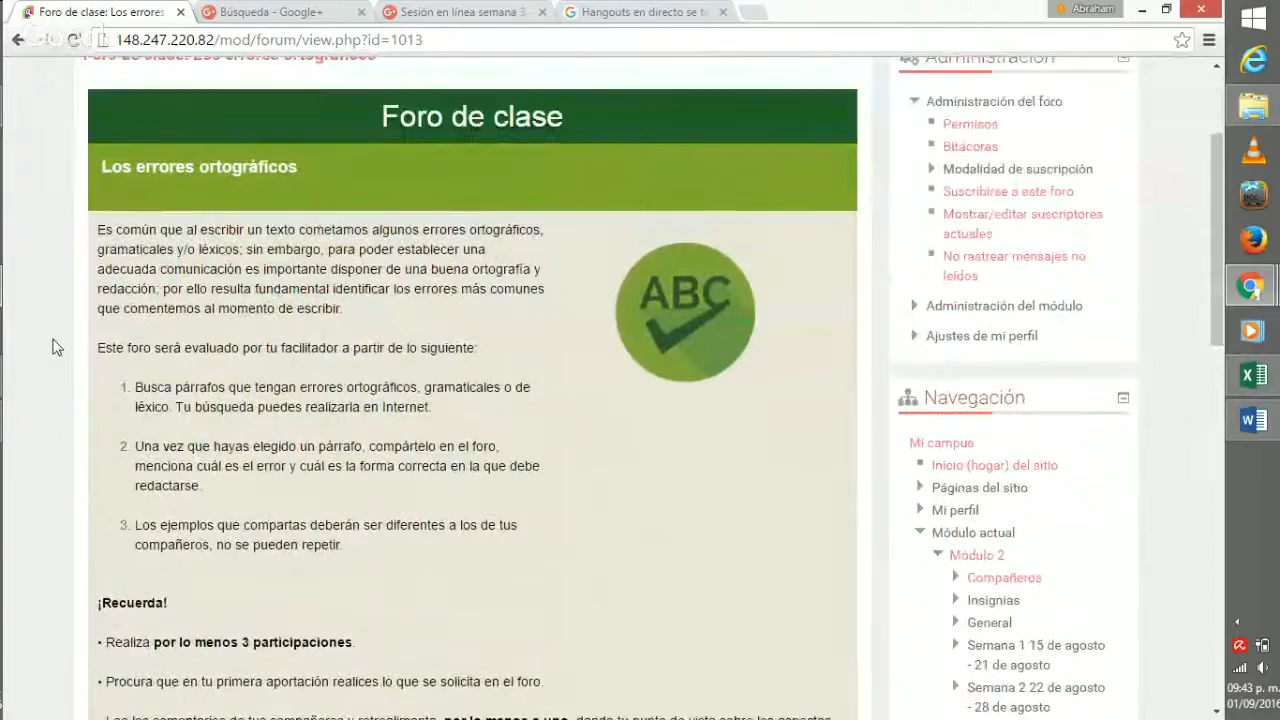 Foro de clase: Los errores
Búsqueda - Google+
Sesión en línea semana 3
Hangouts en directo se t
Abraham
148.247.220.82/mod/forum/view.php?id=1013
Administración
Foro de clase
Los errores ortográficos
Es común que al escribir un texto cometamos algunos errores ortográficos,
gramaticales y/o léxicos; sin embargo, para poder establecer una
adecuada comunicación es importante disponer de una buena ortografía y
redacción; por ello resulta fundamental identificar los errores más comunes
que comentemos al momento de escribir.
ABC
Este foro será evaluado por tu facilitador a partir de lo siguiente:
1. Busca párrafos que tengan errores ortográficos, gramaticales o de
léxico. Tu búsqueda puedes realizarla en Internet.
2. Una vez que hayas elegido un párrafo, compártelo en el foro,
menciona cuál es el error y cuál es la forma correcta en la que debe
redactarse.
3. Los ejemplos que compartas deberán ser diferentes a los de tus
compañeros, no se pueden repetir.
¡Recuerda!
• Realiza por lo menos 3 participaciones.
• Procura que en tu primera aportación realices lo que se solicita en el foro.
Administración del foro
Permisos
Bitácoras
Modalidad de suscripción
Suscribirse a este foro
Mostrar/editar suscriptores
actuales
No rastrear mensajes no
leídos
Administración del módulo
Ajustes de mi perfil
Navegación
Mi campus
Inicio (hogar) del sitio
Páginas del sitio
Mi perfil
Módulo actual
Módulo 2
Compañeros
Insignias
General
Semana 1 15 de agosto
- 21 de agosto
Semana 2 22 de agosto
- 28 de agosto
09:43 p. m.
01/09/2016